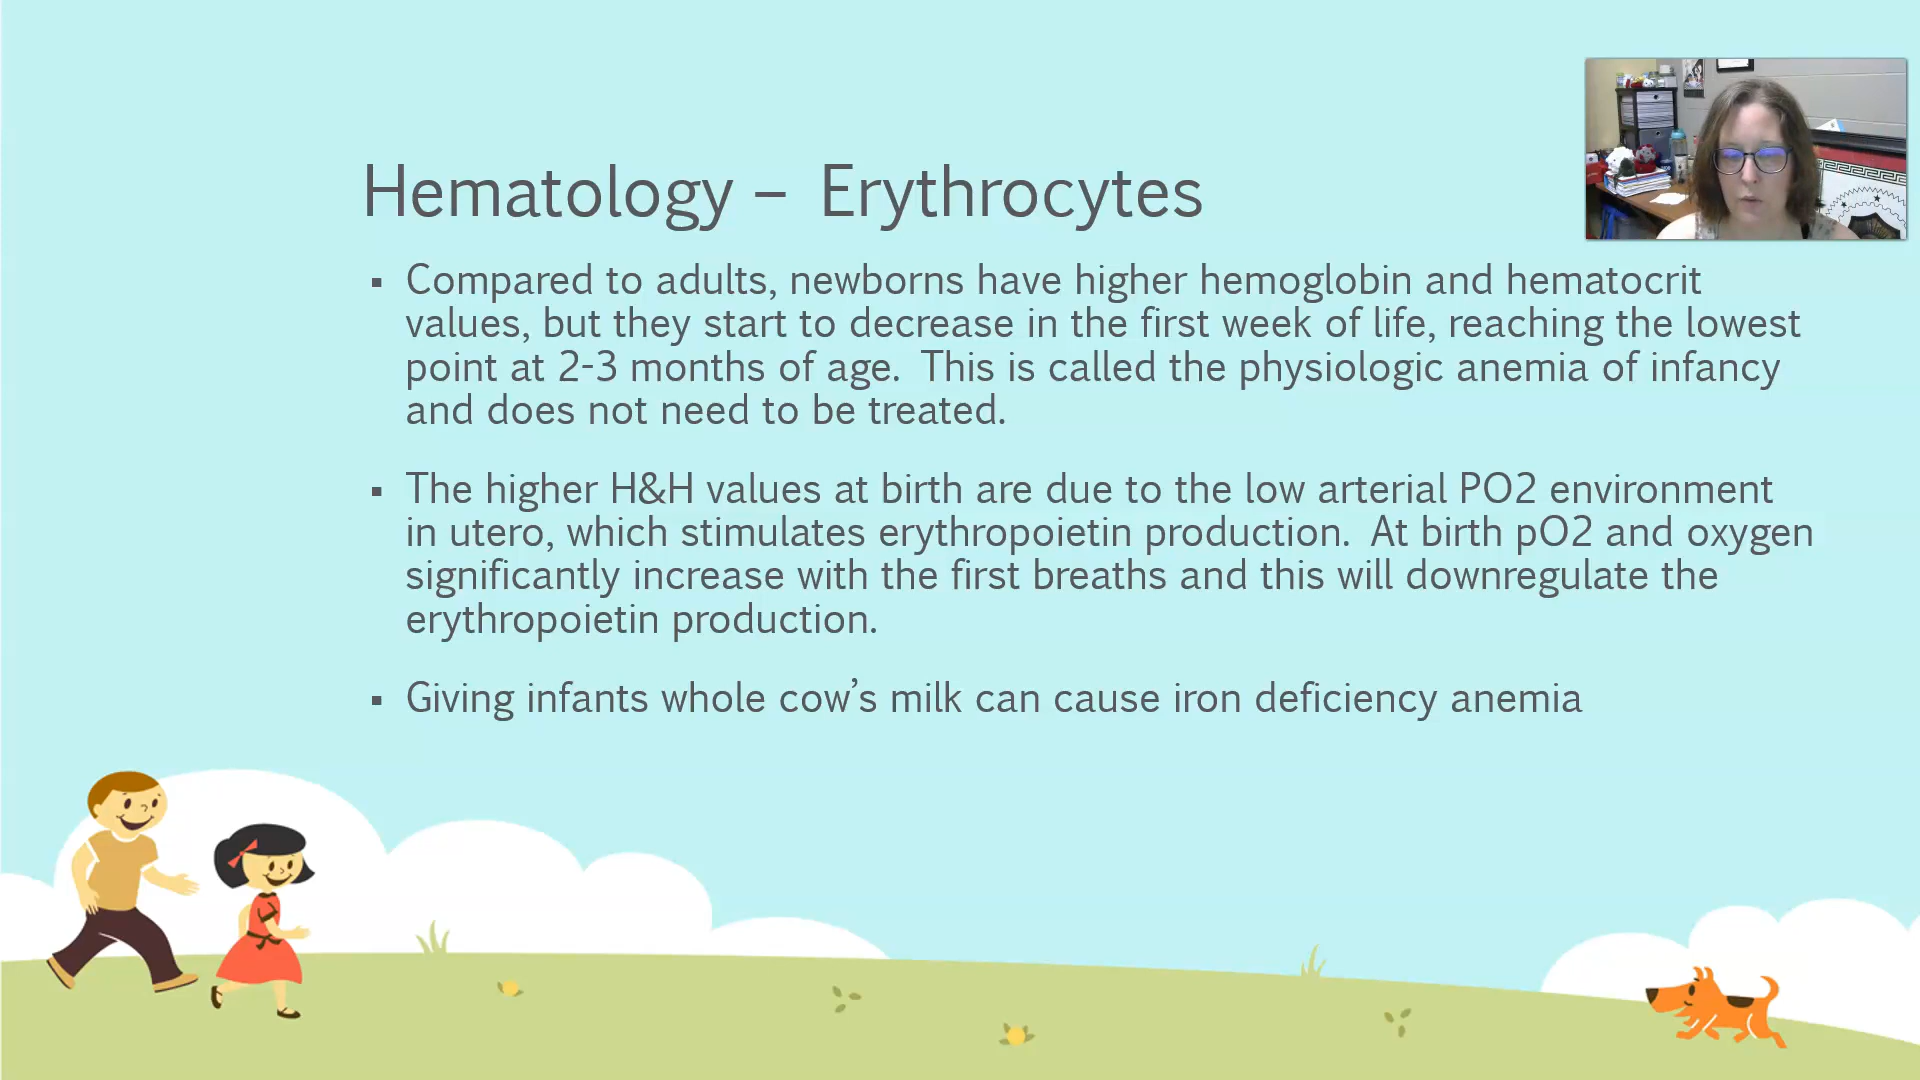 Hematology – Erythrocytes
▪ Compared to adults, newborns have higher hemoglobin and hematocrit
values, but they start to decrease in the first week of life, reaching the lowest
point at 2-3 months of age. This is called the physiologic anemia of infancy
and does not need to be treated.
▪ The higher H&H values at birth are due to the low arterial PO2 environment
in utero, which stimulates erythropoietin production. At birth pO2 and oxygen
significantly increase with the first breaths and this will downregulate the
erythropoietin production.
▪ Giving infants whole cow’s milk can cause iron deficiency anemia